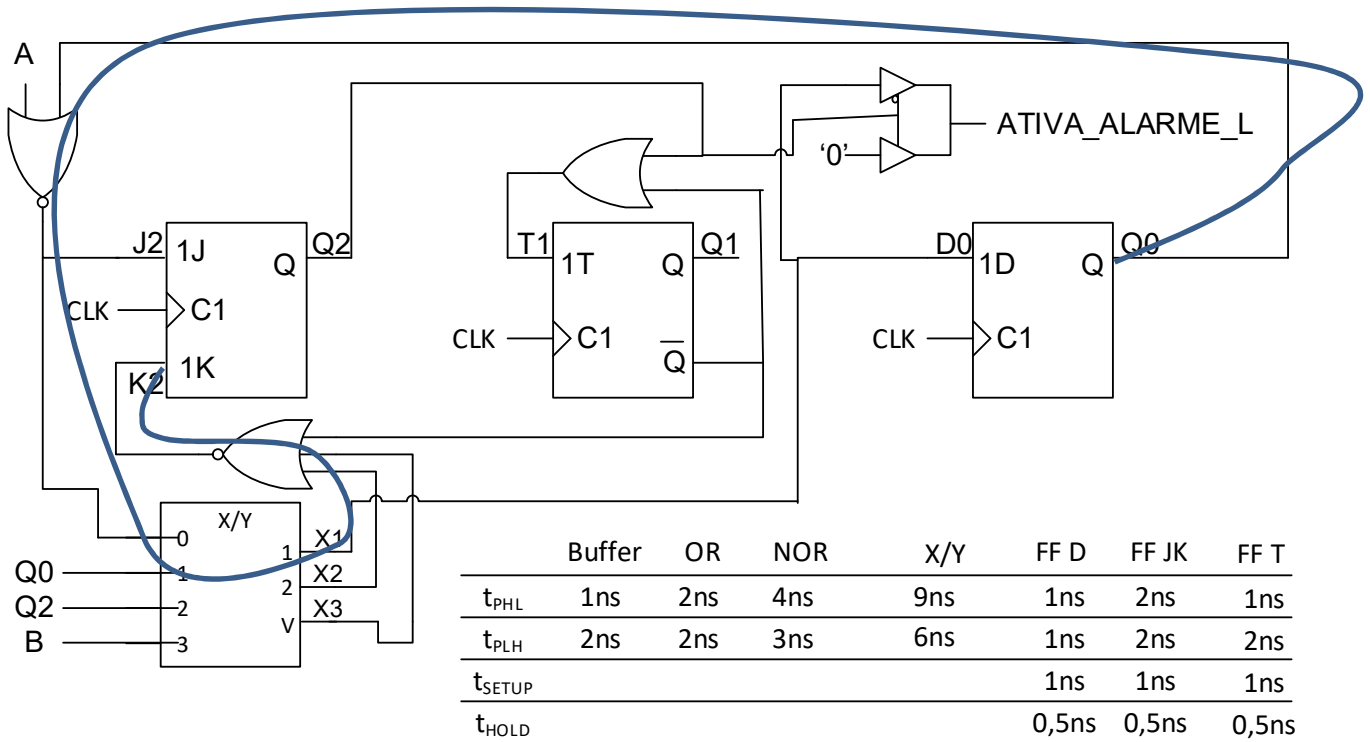 A
ATIVA_ALARME_L
'0'
J2 1J Q Q2
CLK C1
K2 1K
T1 1T Q Q1
CLK C1
Q
D0 1D Q Q0
CLK C1
X/Y
0
Q0 1
Q2 2
B 3
1 X1
2 X2
V X3
Buffer OR NOR X/Y FF D FF JK FF T
tPHL 1ns 2ns 4ns 9ns 1ns 2ns 1ns
tPLH 2ns 2ns 3ns 6ns 1ns 2ns 2ns
tSETUP 1ns 1ns 1ns
tHOLD 0,5ns 0,5ns 0,5ns